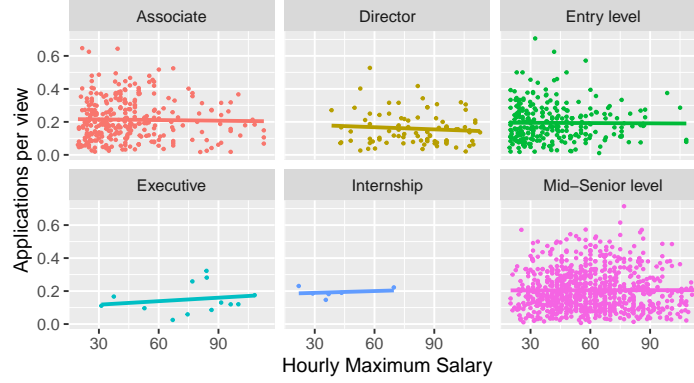 Associate Director Entry level
0.6
0.4
0.2
0.0
Executive Internship Mid−Senior level
0.6
0.4
0.2
0.0
30 60 90 30 60 90 30 60 90
Hourly Maximum Salary
Applications per view